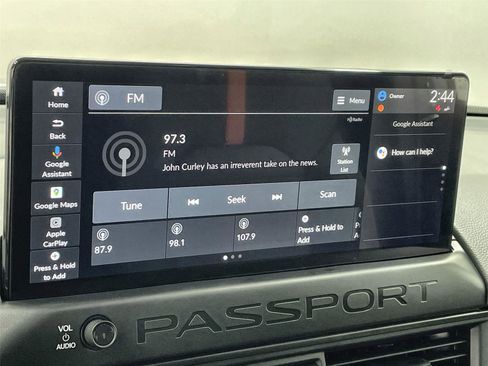 Home
Back
Google
Assistant
Google Maps
Apple
CarPlay
Press & Hold
to Add
FM
Menu
HD Radio
97.3
FM
John Curley has an irreverent take on the news.
Station
List
Tune
Seek
Scan
87.9
98.1
107.9
Press & Hold
to Add
Owner
2:44
Google Assistant
How can I help?
VOL
AUDIO
PASSPORT